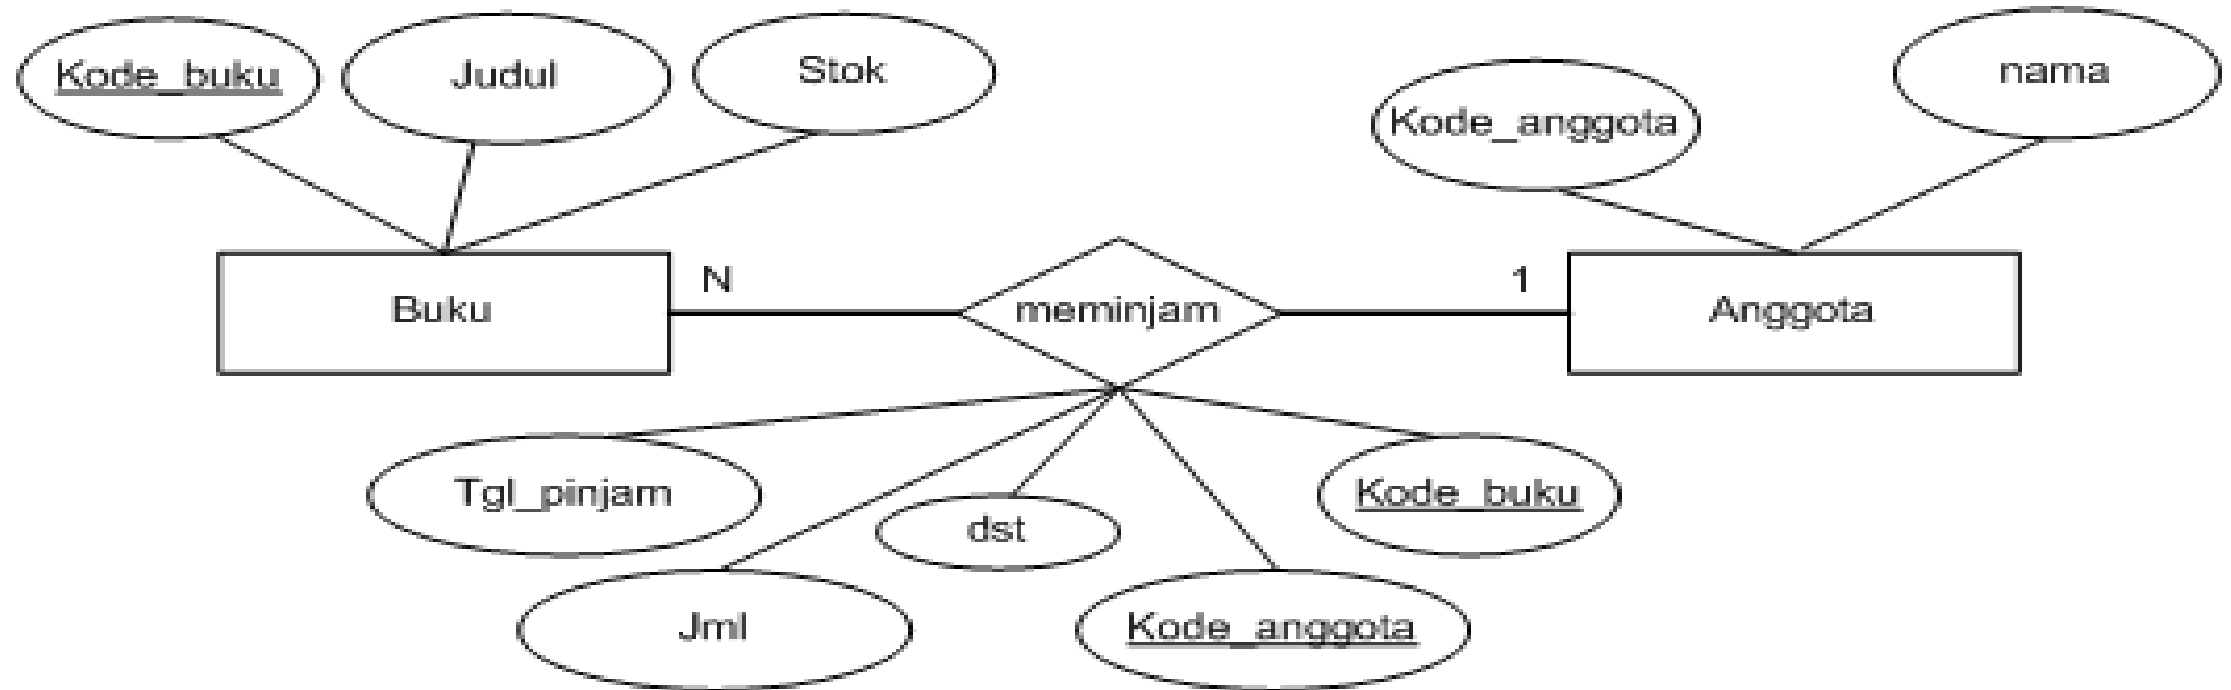 Kode_buku
Judul
Stok
Kode_anggota
nama
Buku
N
meminjam
1
Anggota
Tgl_pinjam
dst
Kode_buku
Jml
Kode_anggota